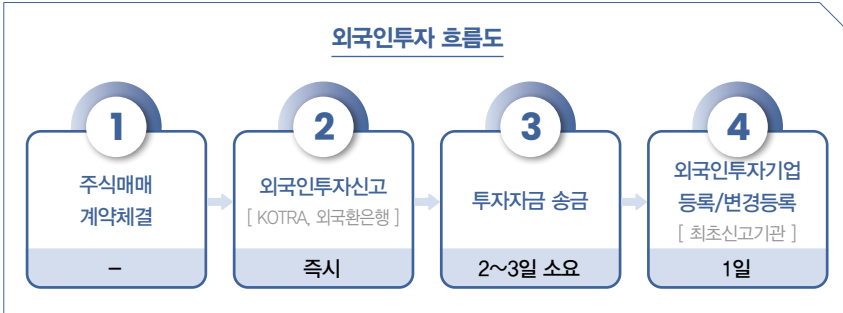 외국인투자 흐름도
1
주식매매
계약체결
–
2
외국인투자신고
[ KOTRA, 외국환은행 ]
즉시
3
투자자금 송금
2~3일 소요
4
외국인투자기업
등록/변경등록
[ 최초신고기관 ]
1일